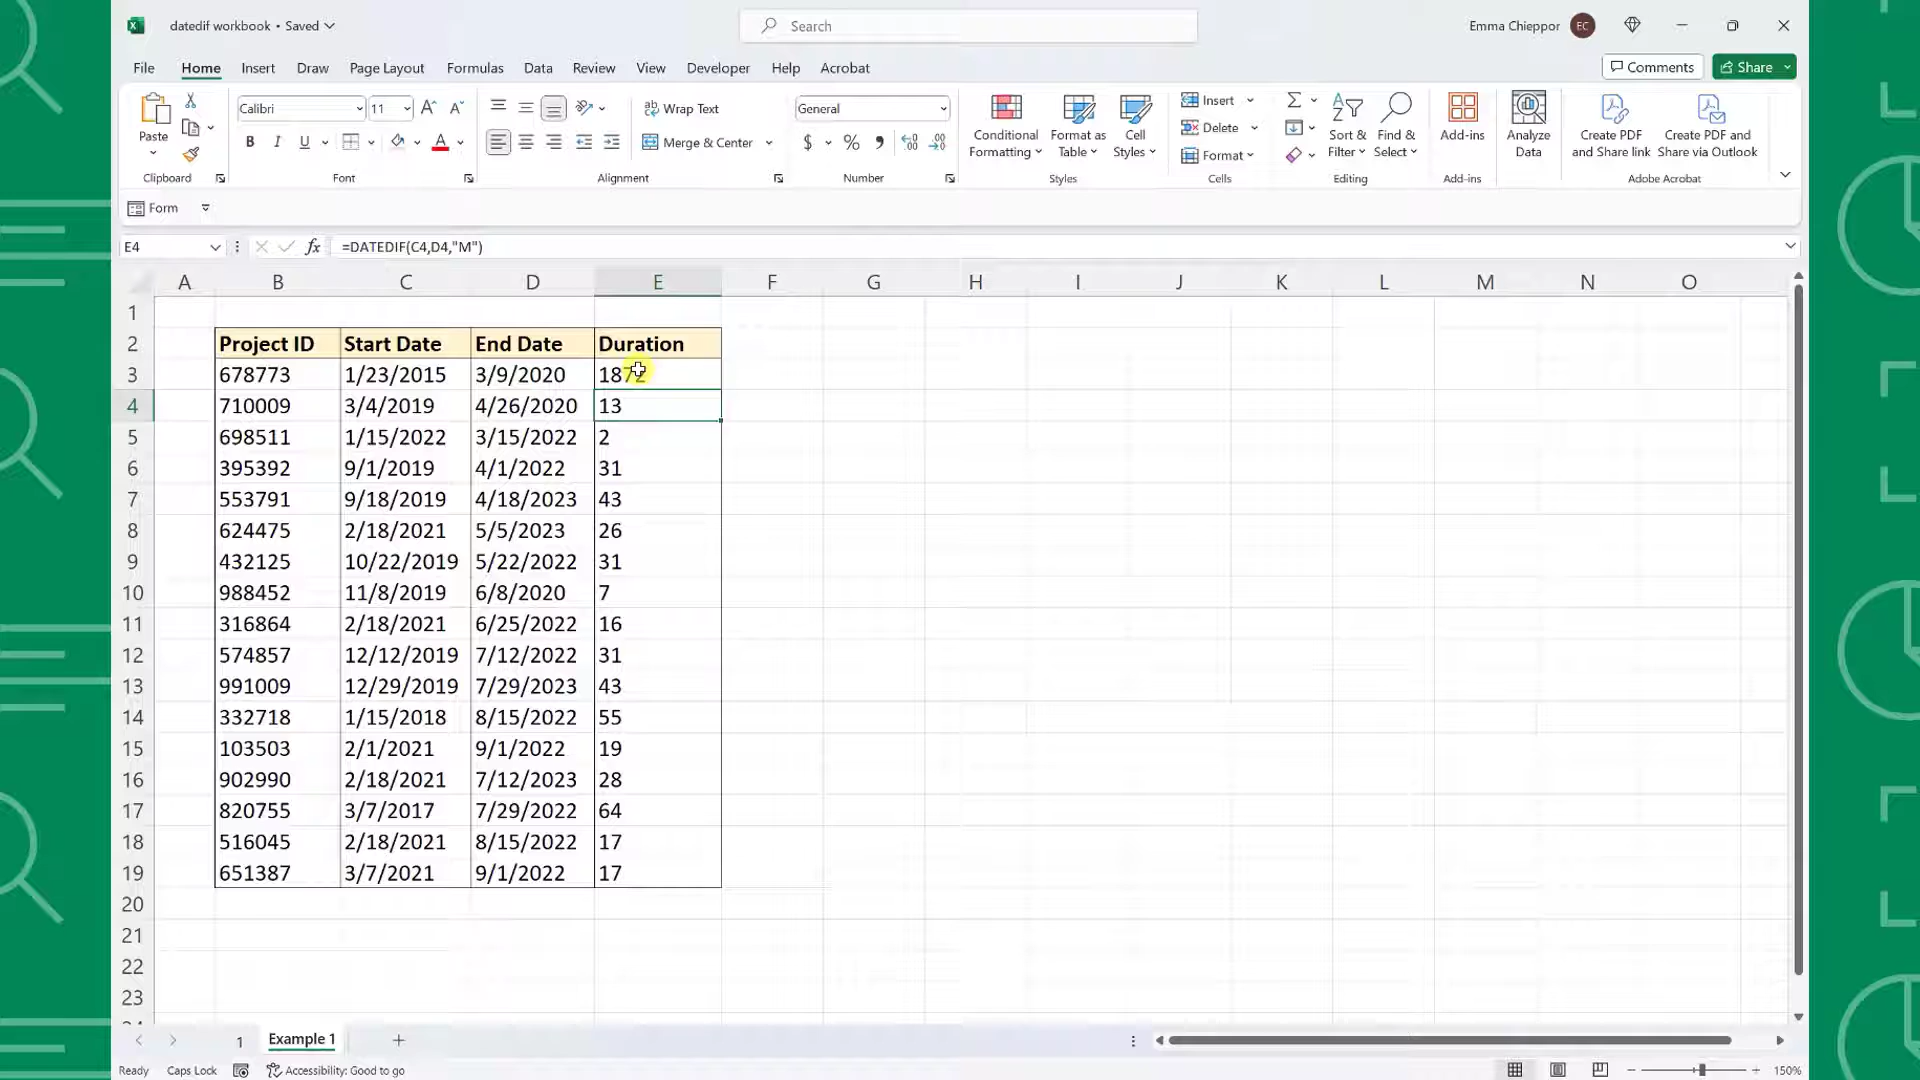 datedif workbook • Saved
Search
Emma Chieppor
EC
File Home Insert Draw Page Layout Formulas Data Review View Developer Help Acrobat
Comments
Share
Paste
Clipboard
Calibri 11
B I U
Font
Wrap Text
Merge & Center
Alignment
General
$ % 9
Number
Conditional Formatting
Format as Table
Cell Styles
Styles
Insert
Delete
Format
Cells
Sort & Filter
Find & Select
Editing
Add-ins
Add-ins
Analyze Data
Create PDF and Share link
Create PDF and Share via Outlook
Adobe Acrobat
Form
E4 fx =DATEDIF(C4,D4,"M")
A B C D E F G H I J K L M N O
1
2 Project ID Start Date End Date Duration
3 678773 1/23/2015 3/9/2020 1872
4 710009 3/4/2019 4/26/2020 13
5 698511 1/15/2022 3/15/2022 2
6 395392 9/1/2019 4/1/2022 31
7 553791 9/18/2019 4/18/2023 43
8 624475 2/18/2021 5/5/2023 26
9 432125 10/22/2019 5/22/2022 31
10 988452 11/8/2019 6/8/2020 7
11 316864 2/18/2021 6/25/2022 16
12 574857 12/12/2019 7/12/2022 31
13 991009 12/29/2019 7/29/2023 43
14 332718 1/15/2018 8/15/2022 55
15 103503 2/1/2021 9/1/2022 19
16 902990 2/18/2021 7/12/2023 28
17 820755 3/7/2017 7/29/2022 64
18 516045 2/18/2021 8/15/2022 17
19 651387 3/7/2021 9/1/2022 17
20
21
22
23
1 Example 1
Ready Caps Lock Accessibility: Good to go 150%